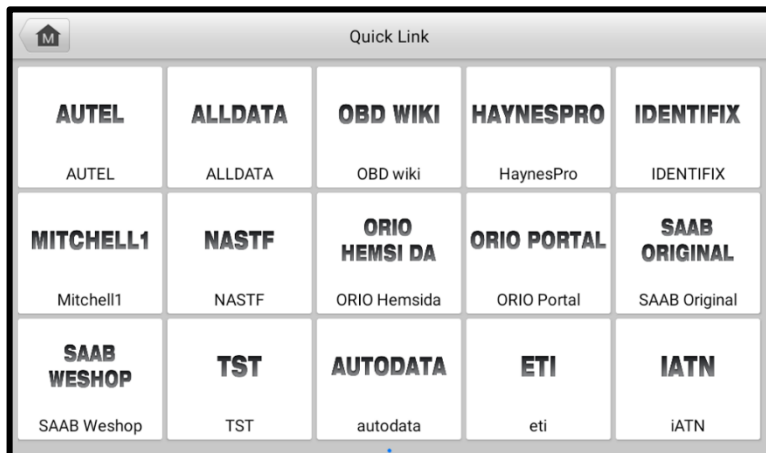 M
Quick Link
AUTEL
AUTEL
ALLDATA
ALLDATA
OBD WIKI
OBD wiki
HAYNESPRO
HaynesPro
IDENTIFIX
IDENTIFIX
MITCHELL1
Mitchell1
NASTF
NASTF
ORIO
HEMSI DA
ORIO Hemsida
ORIO PORTAL
ORIO Portal
SAAB
ORIGINAL
SAAB Original
SAAB
WESHOP
SAAB Weshop
TST
TST
AUTODATA
autodata
ETI
eti
IATN
iATN